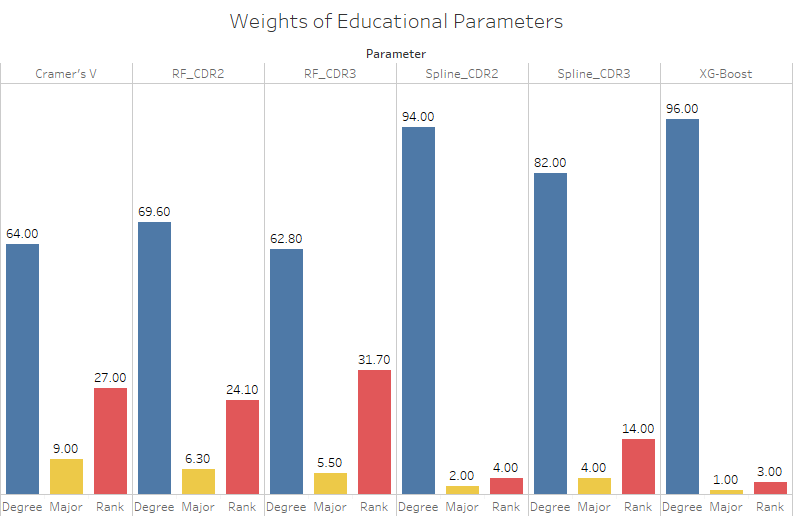 Weights of Educational Parameters
Parameter
Cramer's V RF_CDR2 RF_CDR3 Spline_CDR2 Spline_CDR3 XG-Boost
64.00 9.00 27.00 69.60 6.30 24.10 62.80 5.50 31.70 94.00 2.00 4.00 82.00 4.00 14.00 96.00 1.00 3.00
Degree Major Rank Degree Major Rank Degree Major Rank Degree Major Rank Degree Major Rank Degree Major Rank